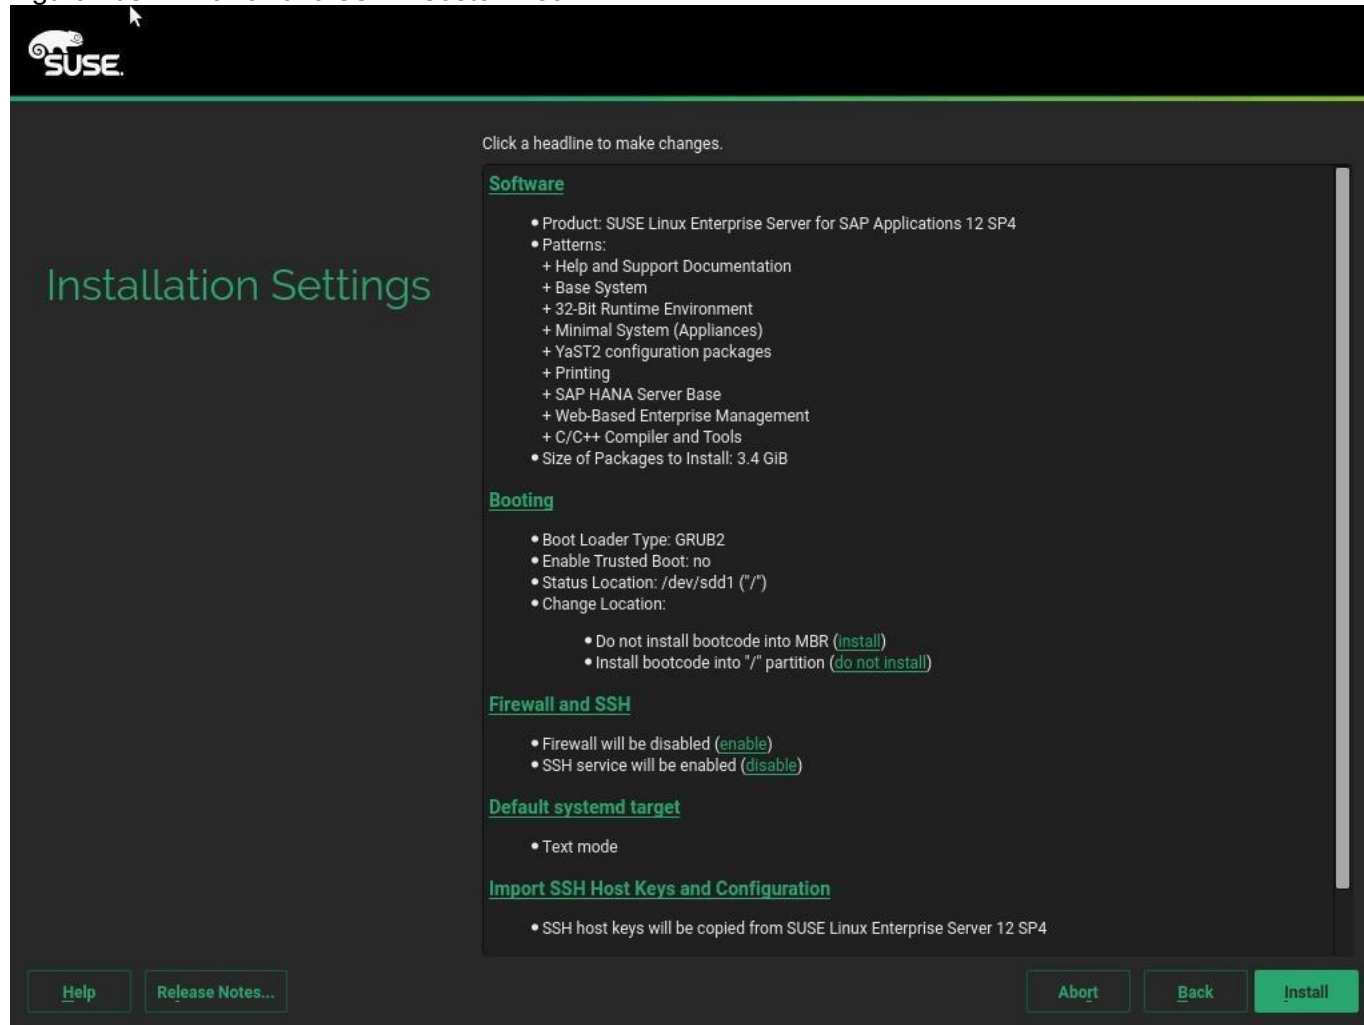 SUSE.
Click a headline to make changes.
Installation Settings
Software
• Product: SUSE Linux Enterprise Server for SAP Applications 12 SP4
• Patterns:
+ Help and Support Documentation
+ Base System
+ 32-Bit Runtime Environment
+ Minimal System (Appliances)
+ YaST2 configuration packages
+ Printing
+ SAP HANA Server Base
+ Web-Based Enterprise Management
+ C/C++ Compiler and Tools
• Size of Packages to Install: 3.4 GiB
Booting
• Boot Loader Type: GRUB2
• Enable Trusted Boot: no
• Status Location: /dev/sdd1 ("/")
• Change Location:
• Do not install bootcode into MBR (install)
• Install bootcode into "/" partition (do not install)
Firewall and SSH
• Firewall will be disabled (enable)
• SSH service will be enabled (disable)
Default systemd target
• Text mode
Import SSH Host Keys and Configuration
• SSH host keys will be copied from SUSE Linux Enterprise Server 12 SP4
Help
Release Notes...
Abort
Back
Install